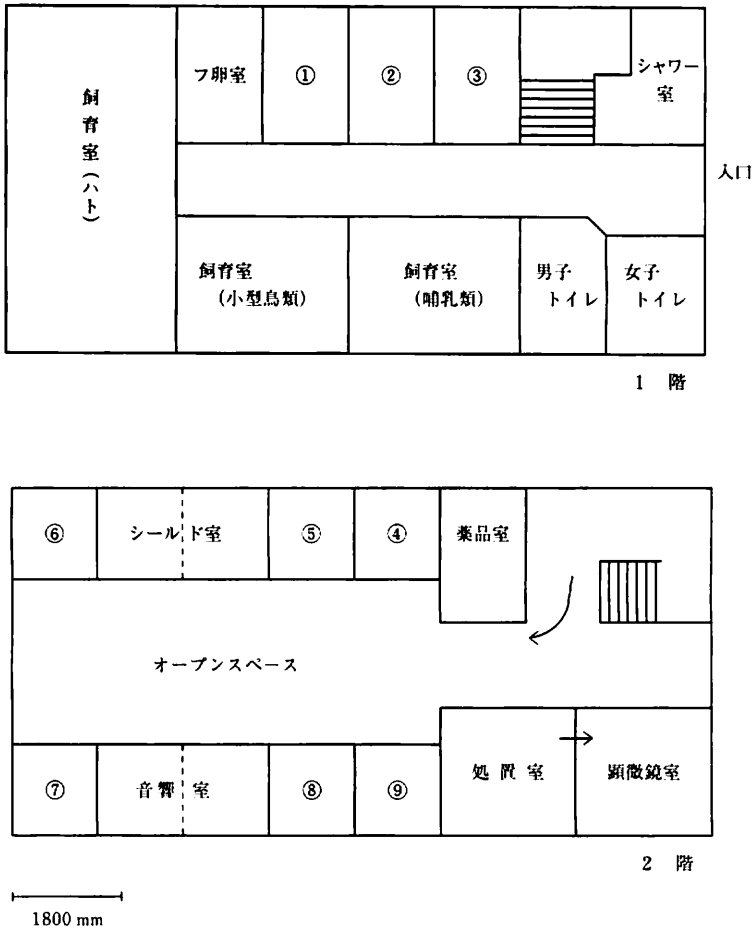 飼育室(ハト)
フ卵室
①
②
③
シャワー
室
入口
飼育室
(小型鳥類)
飼育室
(哺乳類)
男子
トイレ
女子
トイレ
1 階
⑥
シールド室
⑤
④
薬品室
オープンスペース
⑦
音響室
⑧
⑨
処置室
顕微鏡室
2 階
1800 mm